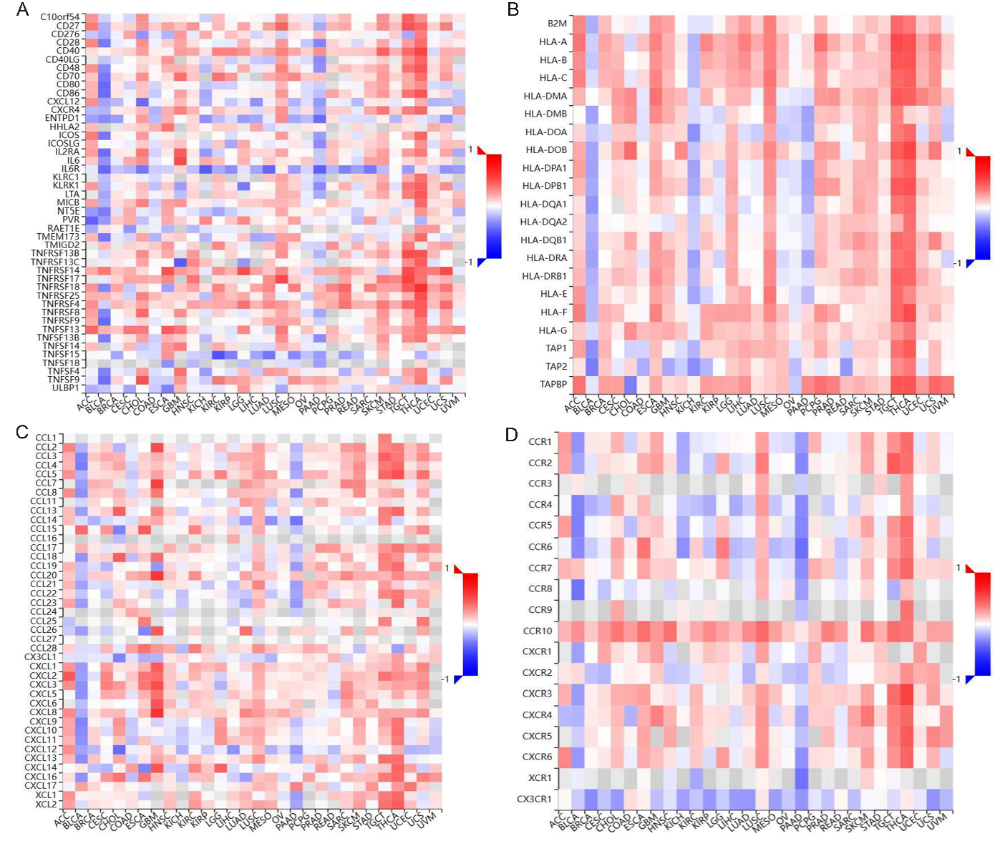 A
C10orf54
CD27
CD276
CD28
CD40
CD40LG
CD48
CD70
CD80
CD86
CXCL12
CXCR4
ENTPD1
HHLA2
ICOS
ICOSLG
IL2RA
IL6
IL6R
KLRC1
KLRK1
LTA
MICB
NT5E
PVR
RAET1E
TMEM173
TMIGD2
TNFRSF13B
TNFRSF13C
TNFRSF14
TNFRSF17
TNFRSF18
TNFRSF25
TNFRSF4
TNFRSF8
TNFRSF9
TNFSF13
TNFSF13B
TNFSF14
TNFSF15
TNFSF18
TNFSF4
TNFSF9
ULBP1
ACC BLCA BRCA CESC CHOL COAD ESCA GBM HNSC KICH KIRC KIRP LGG LIHC LUAD LUSC MESO OV PAAD PCPG PRAD READ SARC SKCM STAD TGCT THCA UCEC UCS UVM
1
-1
B
B2M
HLA-A
HLA-B
HLA-C
HLA-DMA
HLA-DMB
HLA-DOA
HLA-DOB
HLA-DPA1
HLA-DPB1
HLA-DQA1
HLA-DQA2
HLA-DQB1
HLA-DRA
HLA-DRB1
HLA-E
HLA-F
HLA-G
TAP1
TAP2
TAPBP
ACC BLCA BRCA CESC CHOL COAD ESCA GBM HNSC KICH KIRC KIRP LGG LIHC LUAD LUSC MESO OV PAAD PCPG PRAD READ SARC SKCM STAD TGCT THCA UCEC UCS UVM
1
-1
C
CCL1
CCL2
CCL3
CCL4
CCL5
CCL7
CCL8
CCL11
CCL13
CCL14
CCL15
CCL16
CCL17
CCL18
CCL19
CCL20
CCL21
CCL22
CCL23
CCL24
CCL25
CCL26
CCL27
CCL28
CX3CL1
CXCL1
CXCL2
CXCL3
CXCL5
CXCL6
CXCL8
CXCL9
CXCL10
CXCL11
CXCL12
CXCL13
CXCL14
CXCL16
CXCL17
XCL1
XCL2
ACC BLCA BRCA CESC CHOL COAD ESCA GBM HNSC KICH KIRC KIRP LGG LIHC LUAD LUSC MESO OV PAAD PCPG PRAD READ SARC SKCM STAD TGCT THCA UCEC UCS UVM
1
-1
D
CCR1
CCR2
CCR3
CCR4
CCR5
CCR6
CCR7
CCR8
CCR9
CCR10
CXCR1
CXCR2
CXCR3
CXCR4
CXCR5
CXCR6
XCR1
CX3CR1
ACC BLCA BRCA CESC CHOL COAD ESCA GBM HNSC KICH KIRC KIRP LGG LIHC LUAD LUSC MESO OV PAAD PCPG PRAD READ SARC SKCM STAD TGCT THCA UCEC UCS UVM
1
-1